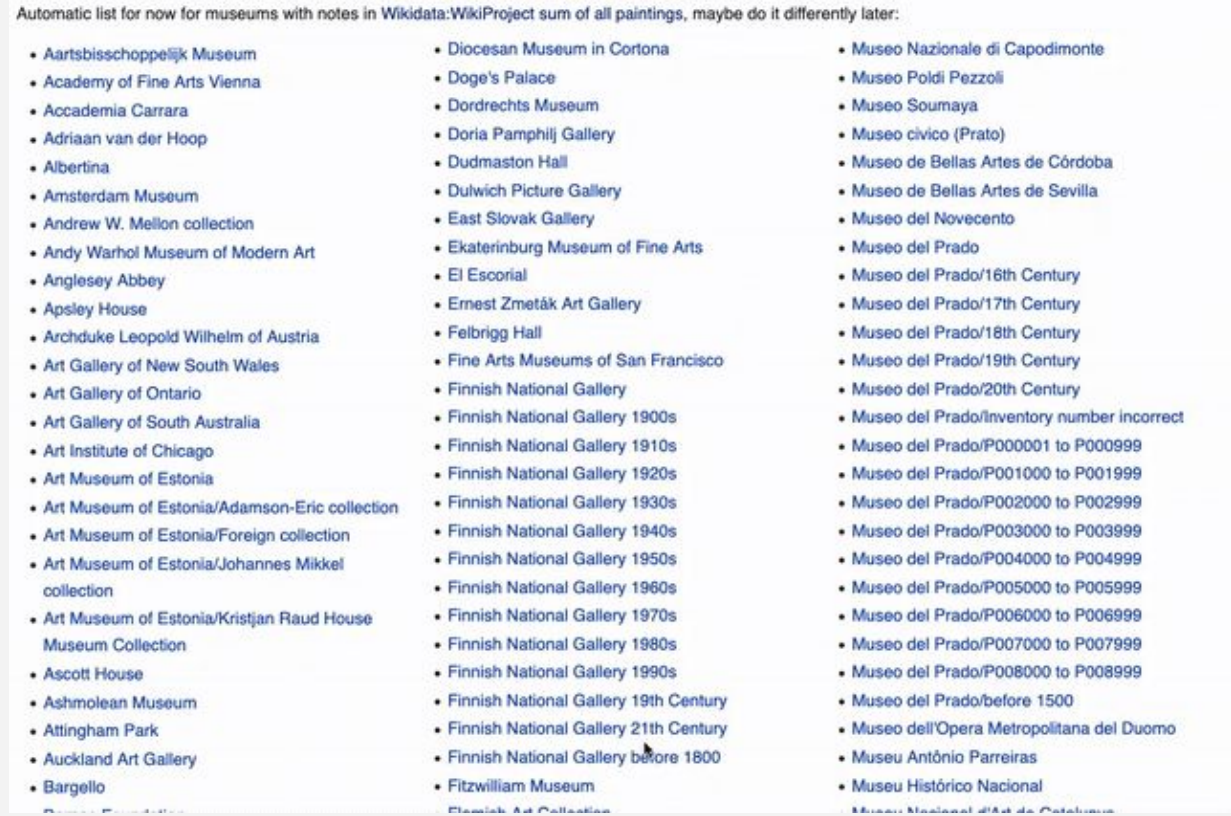 Automatic list for now for museums with notes in Wikidata:WikiProject sum of all paintings, maybe do it differently later:
Aartsbisschoppelijk Museum
Academy of Fine Arts Vienna
Accademia Carrara
Adriaan van der Hoop
Albertina
Amsterdam Museum
Andrew W. Mellon collection
Andy Warhol Museum of Modern Art
Anglesey Abbey
Apsley House
Archduke Leopold Wilhelm of Austria
Art Gallery of New South Wales
Art Gallery of Ontario
Art Gallery of South Australia
Art Institute of Chicago
Art Museum of Estonia
Art Museum of Estonia/Adamson-Eric collection
Art Museum of Estonia/Foreign collection
Art Museum of Estonia/Johannes Mikkel
collection
Art Museum of Estonia/Kristjan Raud House
Museum Collection
Ascott House
Ashmolean Museum
Attingham Park
Auckland Art Gallery
Bargello
Diocesan Museum in Cortona
Doge's Palace
Dordrechts Museum
Doria Pamphilj Gallery
Dudmaston Hall
Dulwich Picture Gallery
East Slovak Gallery
Ekaterinburg Museum of Fine Arts
El Escorial
Ernest Zmeták Art Gallery
Felbrigg Hall
Fine Arts Museums of San Francisco
Finnish National Gallery
Finnish National Gallery 1900s
Finnish National Gallery 1910s
Finnish National Gallery 1920s
Finnish National Gallery 1930s
Finnish National Gallery 1940s
Finnish National Gallery 1950s
Finnish National Gallery 1960s
Finnish National Gallery 1970s
Finnish National Gallery 1980s
Finnish National Gallery 1990s
Finnish National Gallery 19th Century
Finnish National Gallery 21th Century
Finnish National Gallery before 1800
Fitzwilliam Museum
Museo Nazionale di Capodimonte
Museo Poldi Pezzoli
Museo Soumaya
Museo civico (Prato)
Museo de Bellas Artes de Córdoba
Museo de Bellas Artes de Sevilla
Museo del Novecento
Museo del Prado
Museo del Prado/16th Century
Museo del Prado/17th Century
Museo del Prado/18th Century
Museo del Prado/19th Century
Museo del Prado/20th Century
Museo del Prado/Inventory number incorrect
Museo del Prado/P000001 to P000999
Museo del Prado/P001000 to P001999
Museo del Prado/P002000 to P002999
Museo del Prado/P003000 to P003999
Museo del Prado/P004000 to P004999
Museo del Prado/P005000 to P005999
Museo del Prado/P006000 to P006999
Museo del Prado/P007000 to P007999
Museo del Prado/P008000 to P008999
Museo del Prado/before 1500
Museo dell'Opera Metropolitana del Duomo
Museu Antônio Parreiras
Museu Histórico Nacional